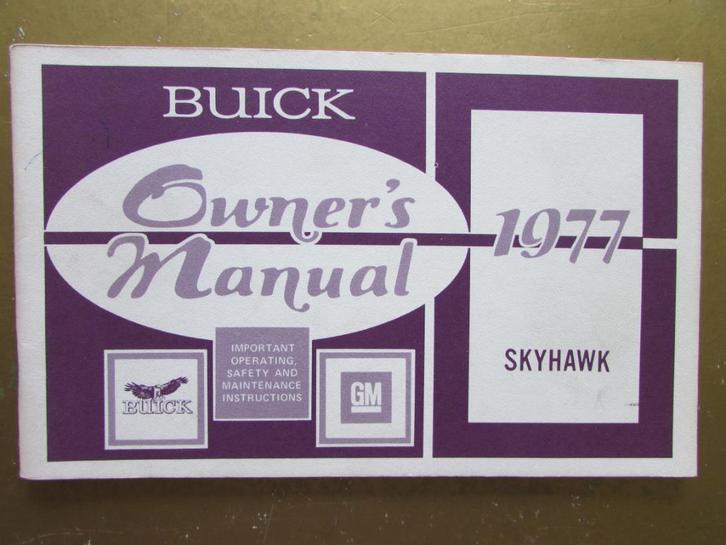 BUICK
Owner's
Manual
IMPORTANT
OPERATING,
SAFETY AND
MAINTENANCE
INSTRUCTIONS
BUICK
GM
1977
SKYHAWK